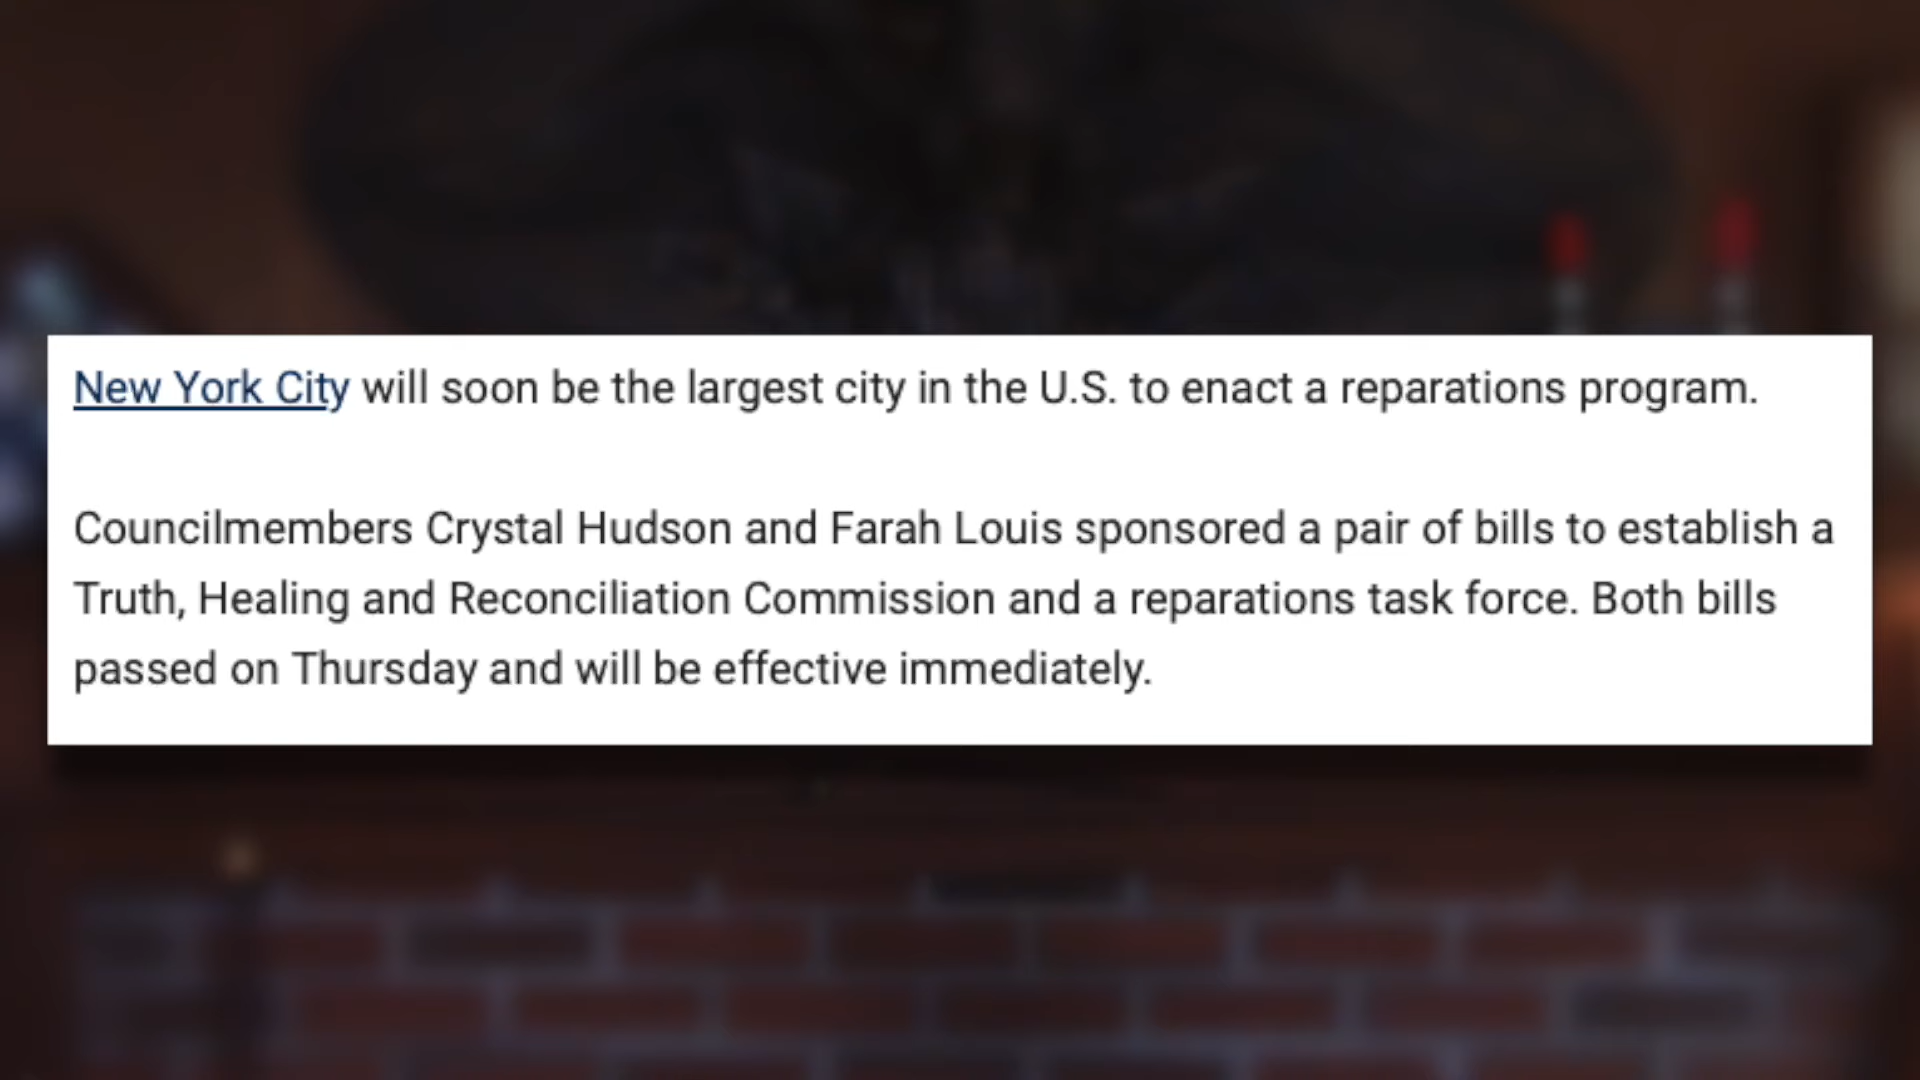 New York City will soon be the largest city in the U.S. to enact a reparations program.
Councilmembers Crystal Hudson and Farah Louis sponsored a pair of bills to establish a
Truth, Healing and Reconciliation Commission and a reparations task force. Both bills
passed on Thursday and will be effective immediately.